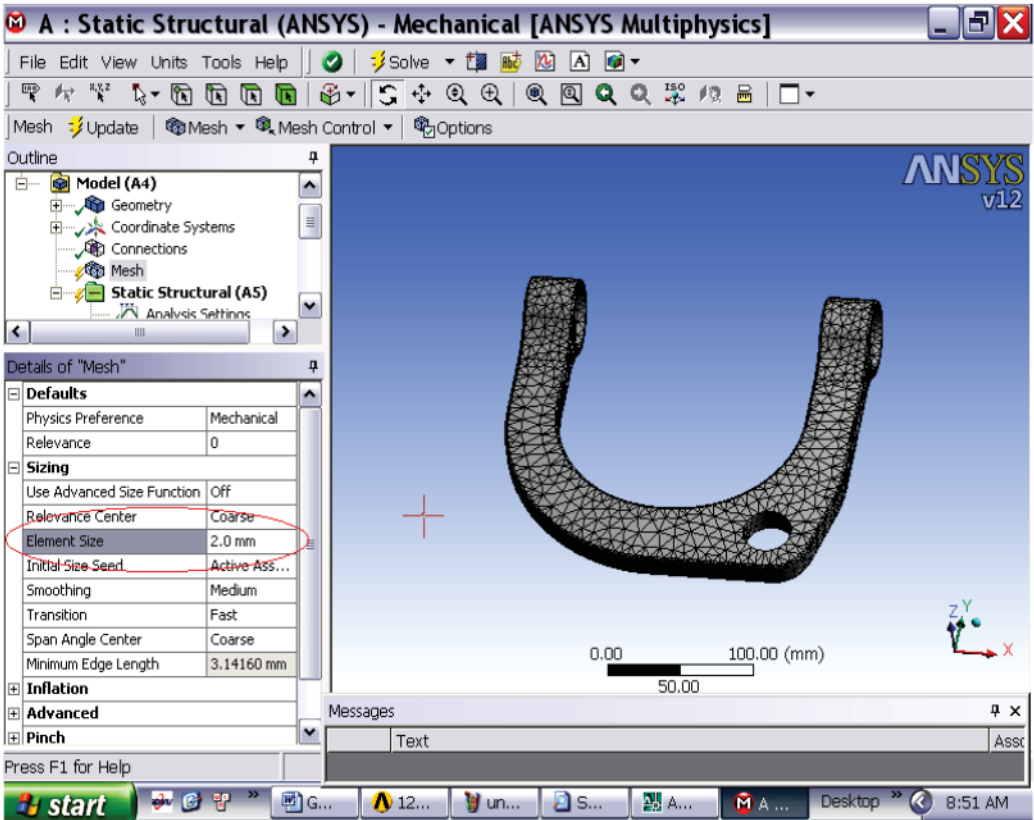 A : Static Structural (ANSYS) - Mechanical [ANSYS Multiphysics]
File Edit View Units Tools Help Solve
Mesh Update Mesh Mesh Control Options
Outline
Model (A4)
Geometry
Coordinate Systems
Connections
Mesh
Static Structural (A5)
Analysis Settings
Details of "Mesh"
Defaults
Physics Preference Mechanical
Relevance 0
Sizing
Use Advanced Size Function Off
Relevance Center Coarse
Element Size 2.0 mm
Initial Size Seed Active Ass...
Smoothing Medium
Transition Fast
Span Angle Center Coarse
Minimum Edge Length 3.14160 mm
Inflation
Advanced
Pinch
Press F1 for Help
ANSYS
v12
Z Y
X
0.00 100.00 (mm)
50.00
Messages
Text Assc
start » G... 12... un... S... A... A ... Desktop » 8:51 AM